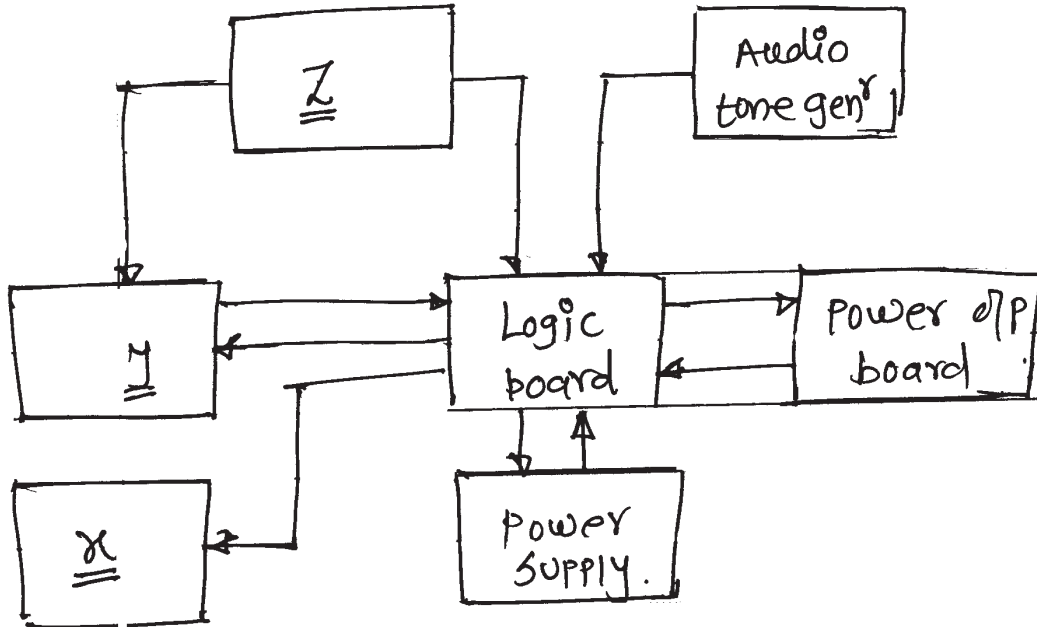 Z
Audio
tone genr
y
Logic
board
Power o/p
board
x
Power
supply.